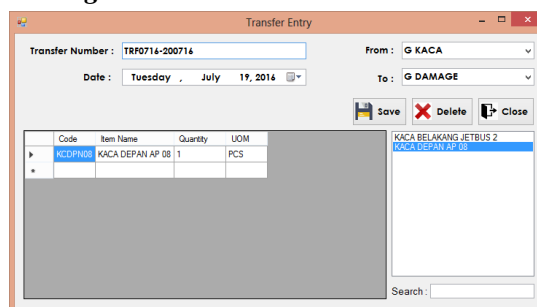 Transfer Entry
Transfer Number : TRF0716-200716 From : G KACA
Date : Tuesday , July 19, 2016 To : G DAMAGE
Save Delete Close
Code Item Name Quantity UOM
KCDPN08 KACA DEPAN AP 08 1 PCS
KACA BELAKANG JETBUS 2
KACA DEPAN AP 08
Search :